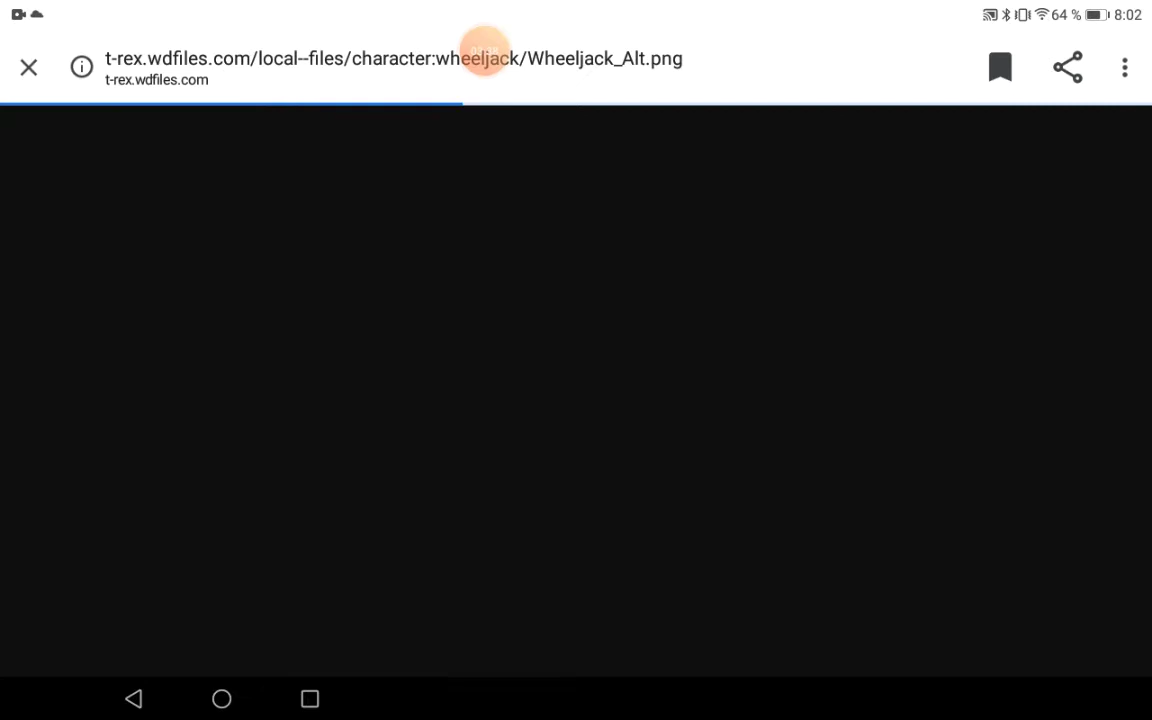 64 %
8:02
t-rex.wdfiles.com/local--files/character:wheeljack/Wheeljack_Alt.png
t-rex.wdfiles.com